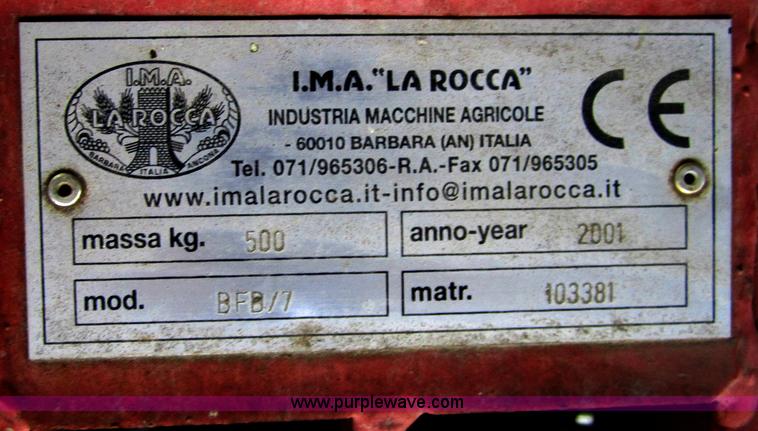 I.M.A. "LA ROCCA"
INDUSTRIA MACCHINE AGRICOLE
- 60010 BARBARA (AN) ITALIA
Tel. 071/965306-R.A.-Fax 071/965305
www.imalarocca.it-info@imalarocca.it
I.M.A.
LA ROCCA
BARBARA ITALIA ANCONA
CE
massa kg. 500
anno-year 2001
mod. BFB/7
matr. 103381
www.purplewave.com